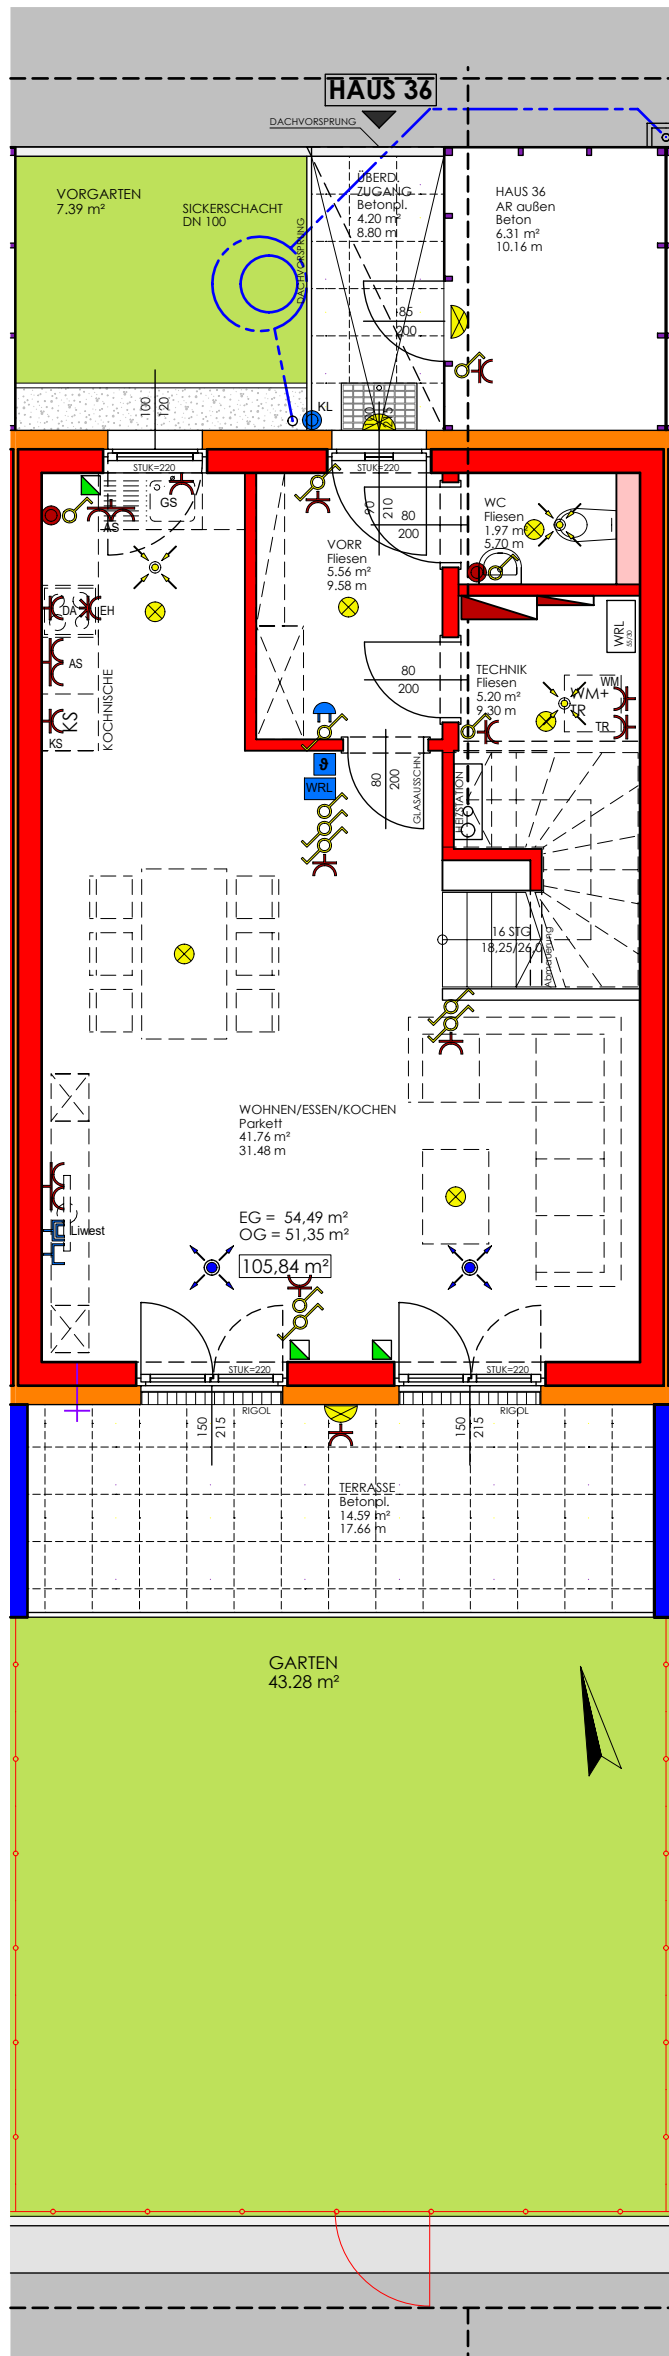 HAUS 36
DACHVORSPRUNG
VORGARTEN
7.39 m²
SICKERSCHACHT
DN 100
DACHVORSPRUNG
ÜBERD.
ZUGANG
Betonpl.
4.20 m²
8.80 m
HAUS 36
AR außen
Beton
6.31 m²
10.16 m
85
200
100
120
KL
STUK=220
STUK=220
GS
AS
90
210
80
200
WC
Fliesen
1.97 m²
5.70 m
VORR
Fliesen
5.56 m²
9.58 m
DA
EH
AS
KS
KS
KOCHNISCHE
80
200
WRL
TECHNIK
Fliesen
5.20 m²
9.30 m
WM
WM+
TR
TR
ϑ
WRL
80
200
GLASAUSSCHN.
HEIZSTATION
16 STG
18,25/26,0
Abmauerung
WOHNEN/ESSEN/KOCHEN
Parkett
41.76 m²
31.48 m
Liwest
EG = 54,49 m²
OG = 51,35 m²
105,84 m²
STUK=220
STUK=220
RIGOL
RIGOL
150
215
150
215
TERRASSE
Betonpl.
14.59 m²
17.66 m
GARTEN
43.28 m²